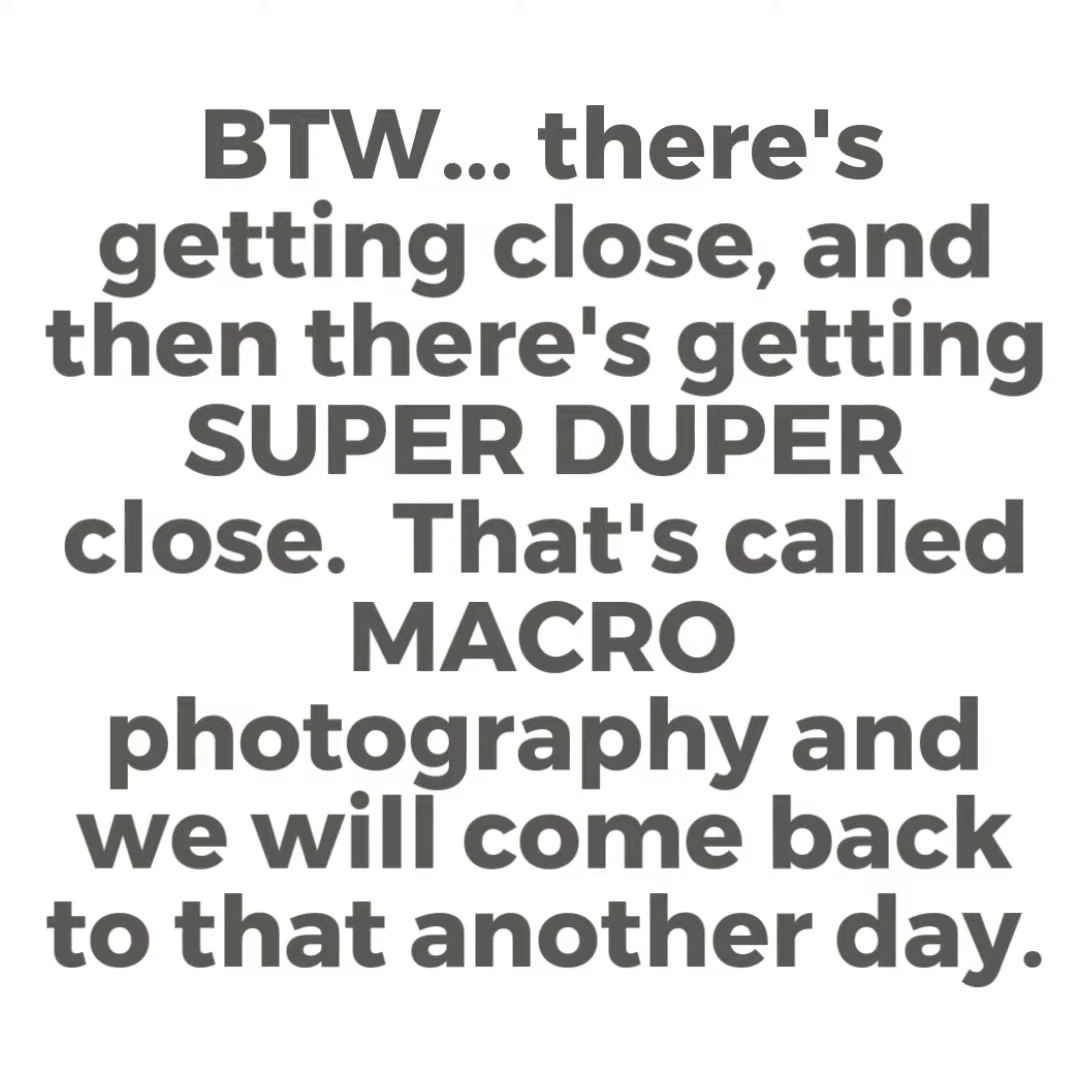 BTW... there's
getting close, and
then there's getting
SUPER DUPER
close.  That's called
MACRO
photography and
we will come back
to that another day.